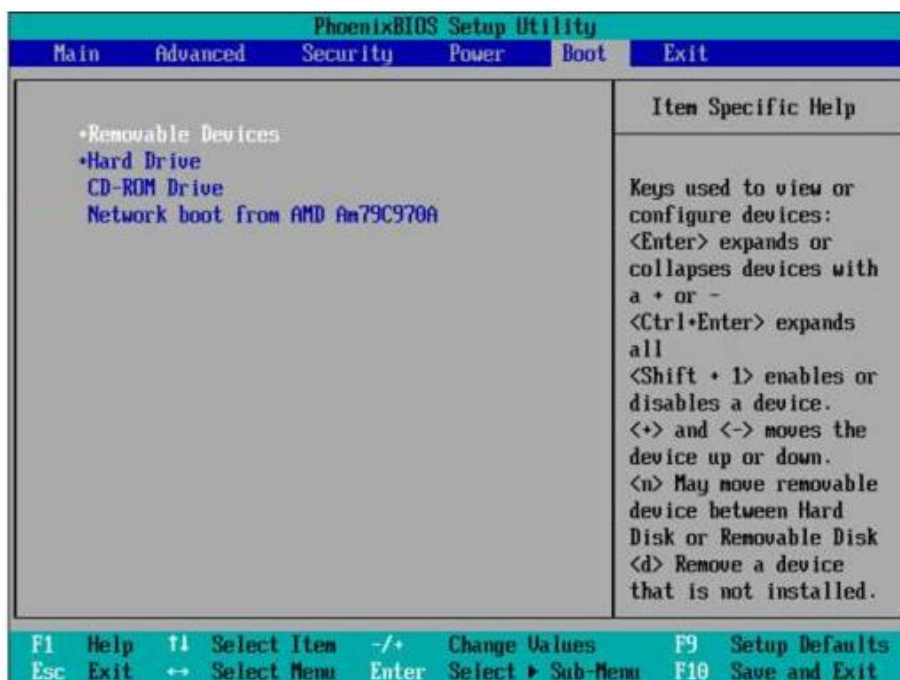 PhoenixBIOS Setup Utility
Main Advanced Security Power Boot Exit
+Removable Devices
+Hard Drive
CD-ROM Drive
Network boot from AMD Am79C970A
Item Specific Help
Keys used to view or
configure devices:
<Enter> expands or
collapses devices with
a + or -
<Ctrl+Enter> expands
all
<Shift + 1> enables or
disables a device.
<+> and <-> moves the
device up or down.
<n> May move removable
device between Hard
Disk or Removable Disk
<d> Remove a device
that is not installed.
F1 Help ↑↓ Select Item -/+ Change Values F9 Setup Defaults
Esc Exit ↔ Select Menu Enter Select ▶ Sub-Menu F10 Save and Exit